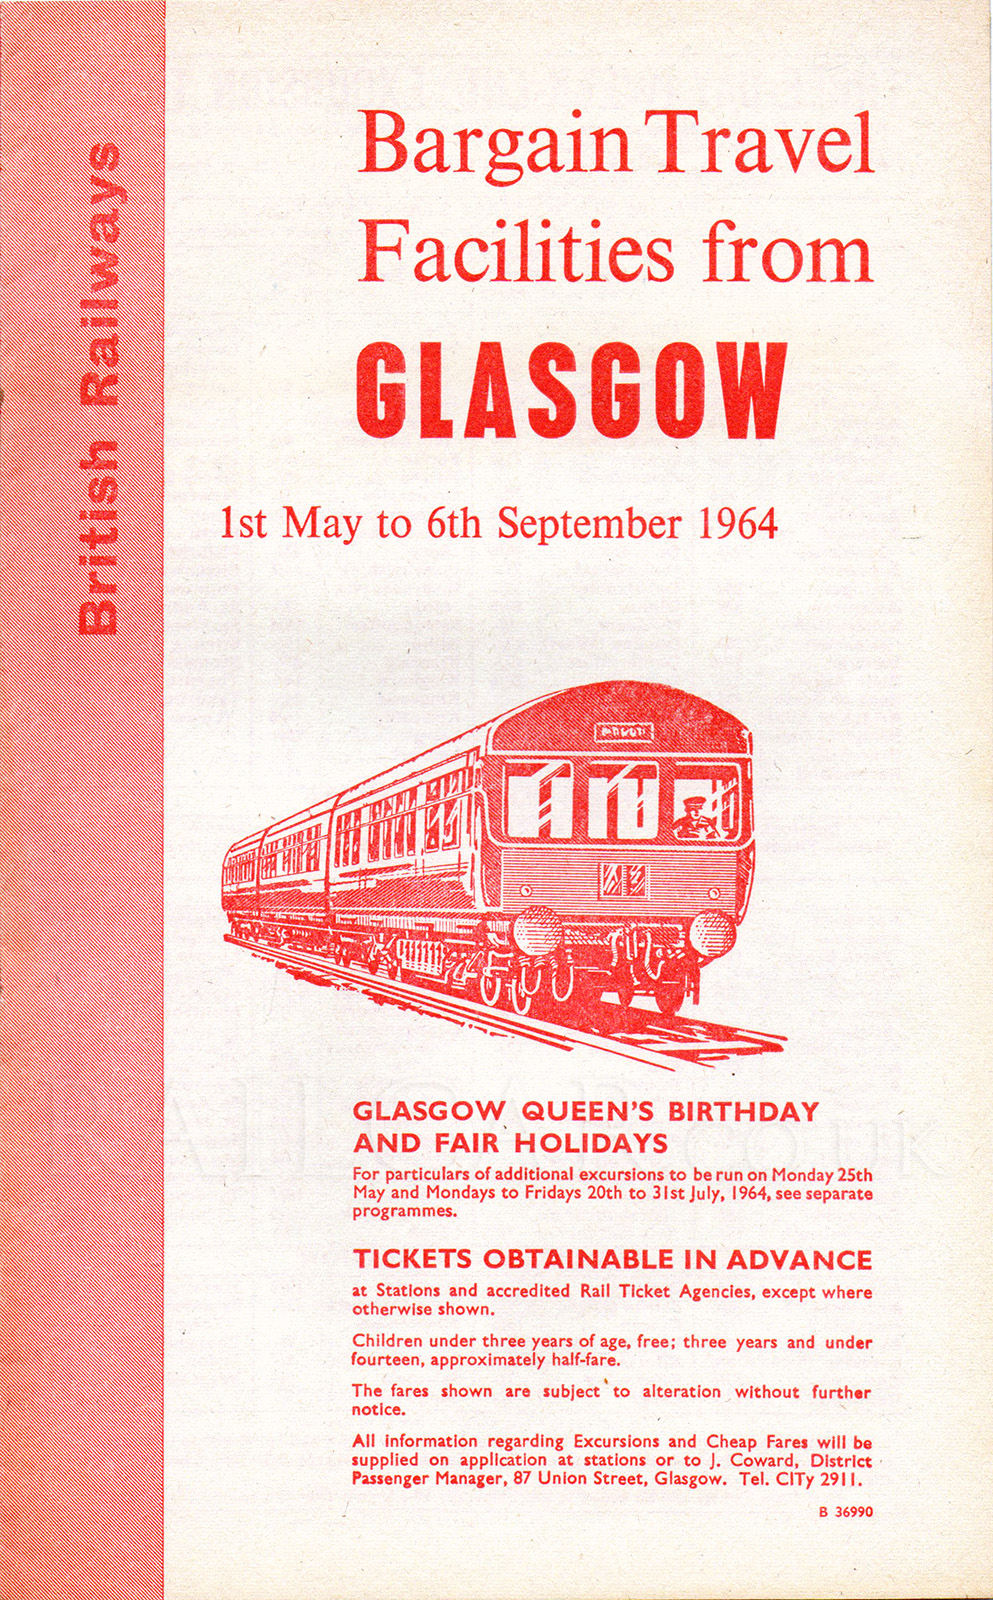 British Railways
Bargain Travel
Facilities from
GLASGOW
1st May to 6th September 1964
GLASGOW QUEEN'S BIRTHDAY
AND FAIR HOLIDAYS
For particulars of additional excursions to be run on Monday 25th
May and Mondays to Fridays 20th to 31st July, 1964, see separate
programmes.
TICKETS OBTAINABLE IN ADVANCE
at Stations and accredited Rail Ticket Agencies, except where
otherwise shown.
Children under three years of age, free; three years and under
fourteen, approximately half-fare.
The fares shown are subject to alteration without further
notice.
All information regarding Excursions and Cheap Fares will be
supplied on application at stations or to J. Coward, District
Passenger Manager, 87 Union Street, Glasgow. Tel. CITy 2911.
B 36990